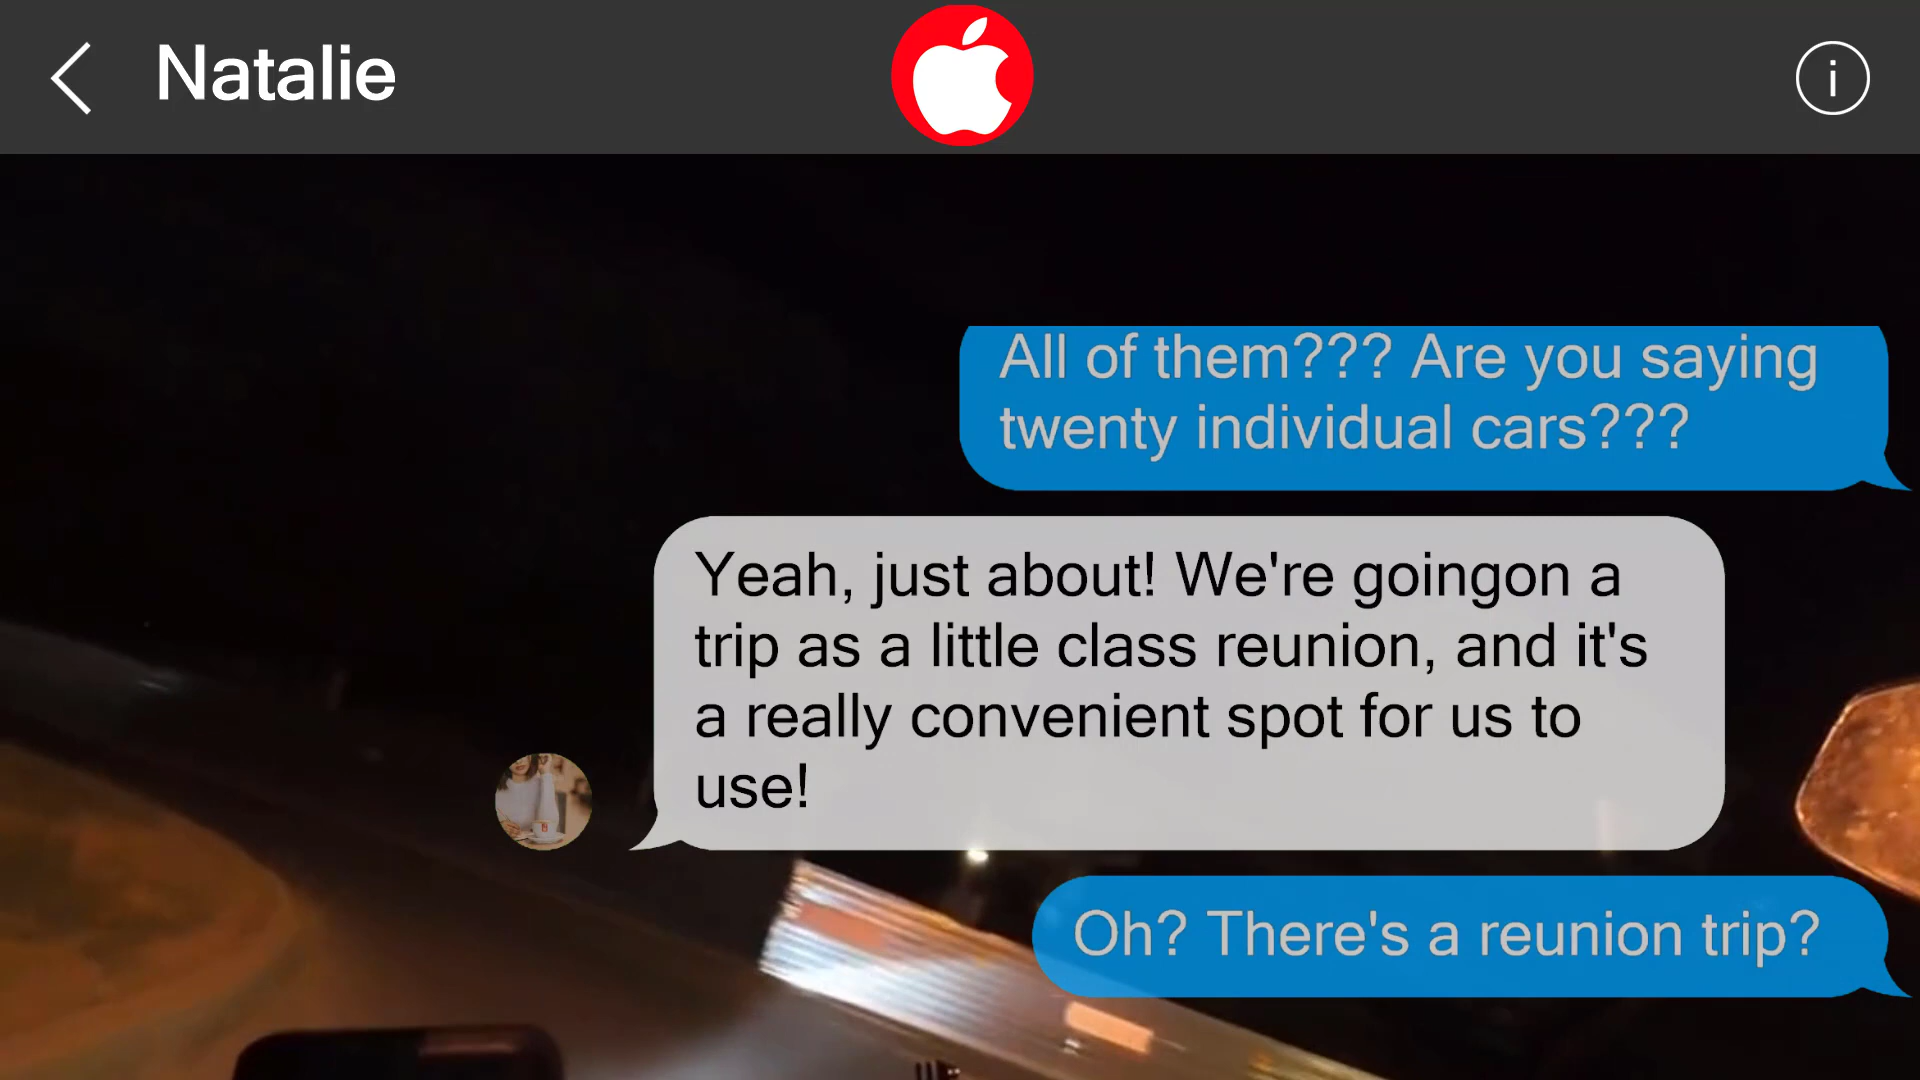 Natalie
All of them??? Are you saying
twenty individual cars???
Yeah, just about! We're goingon a
trip as a little class reunion, and it's
a really convenient spot for us to
use!
Oh? There's a reunion trip?